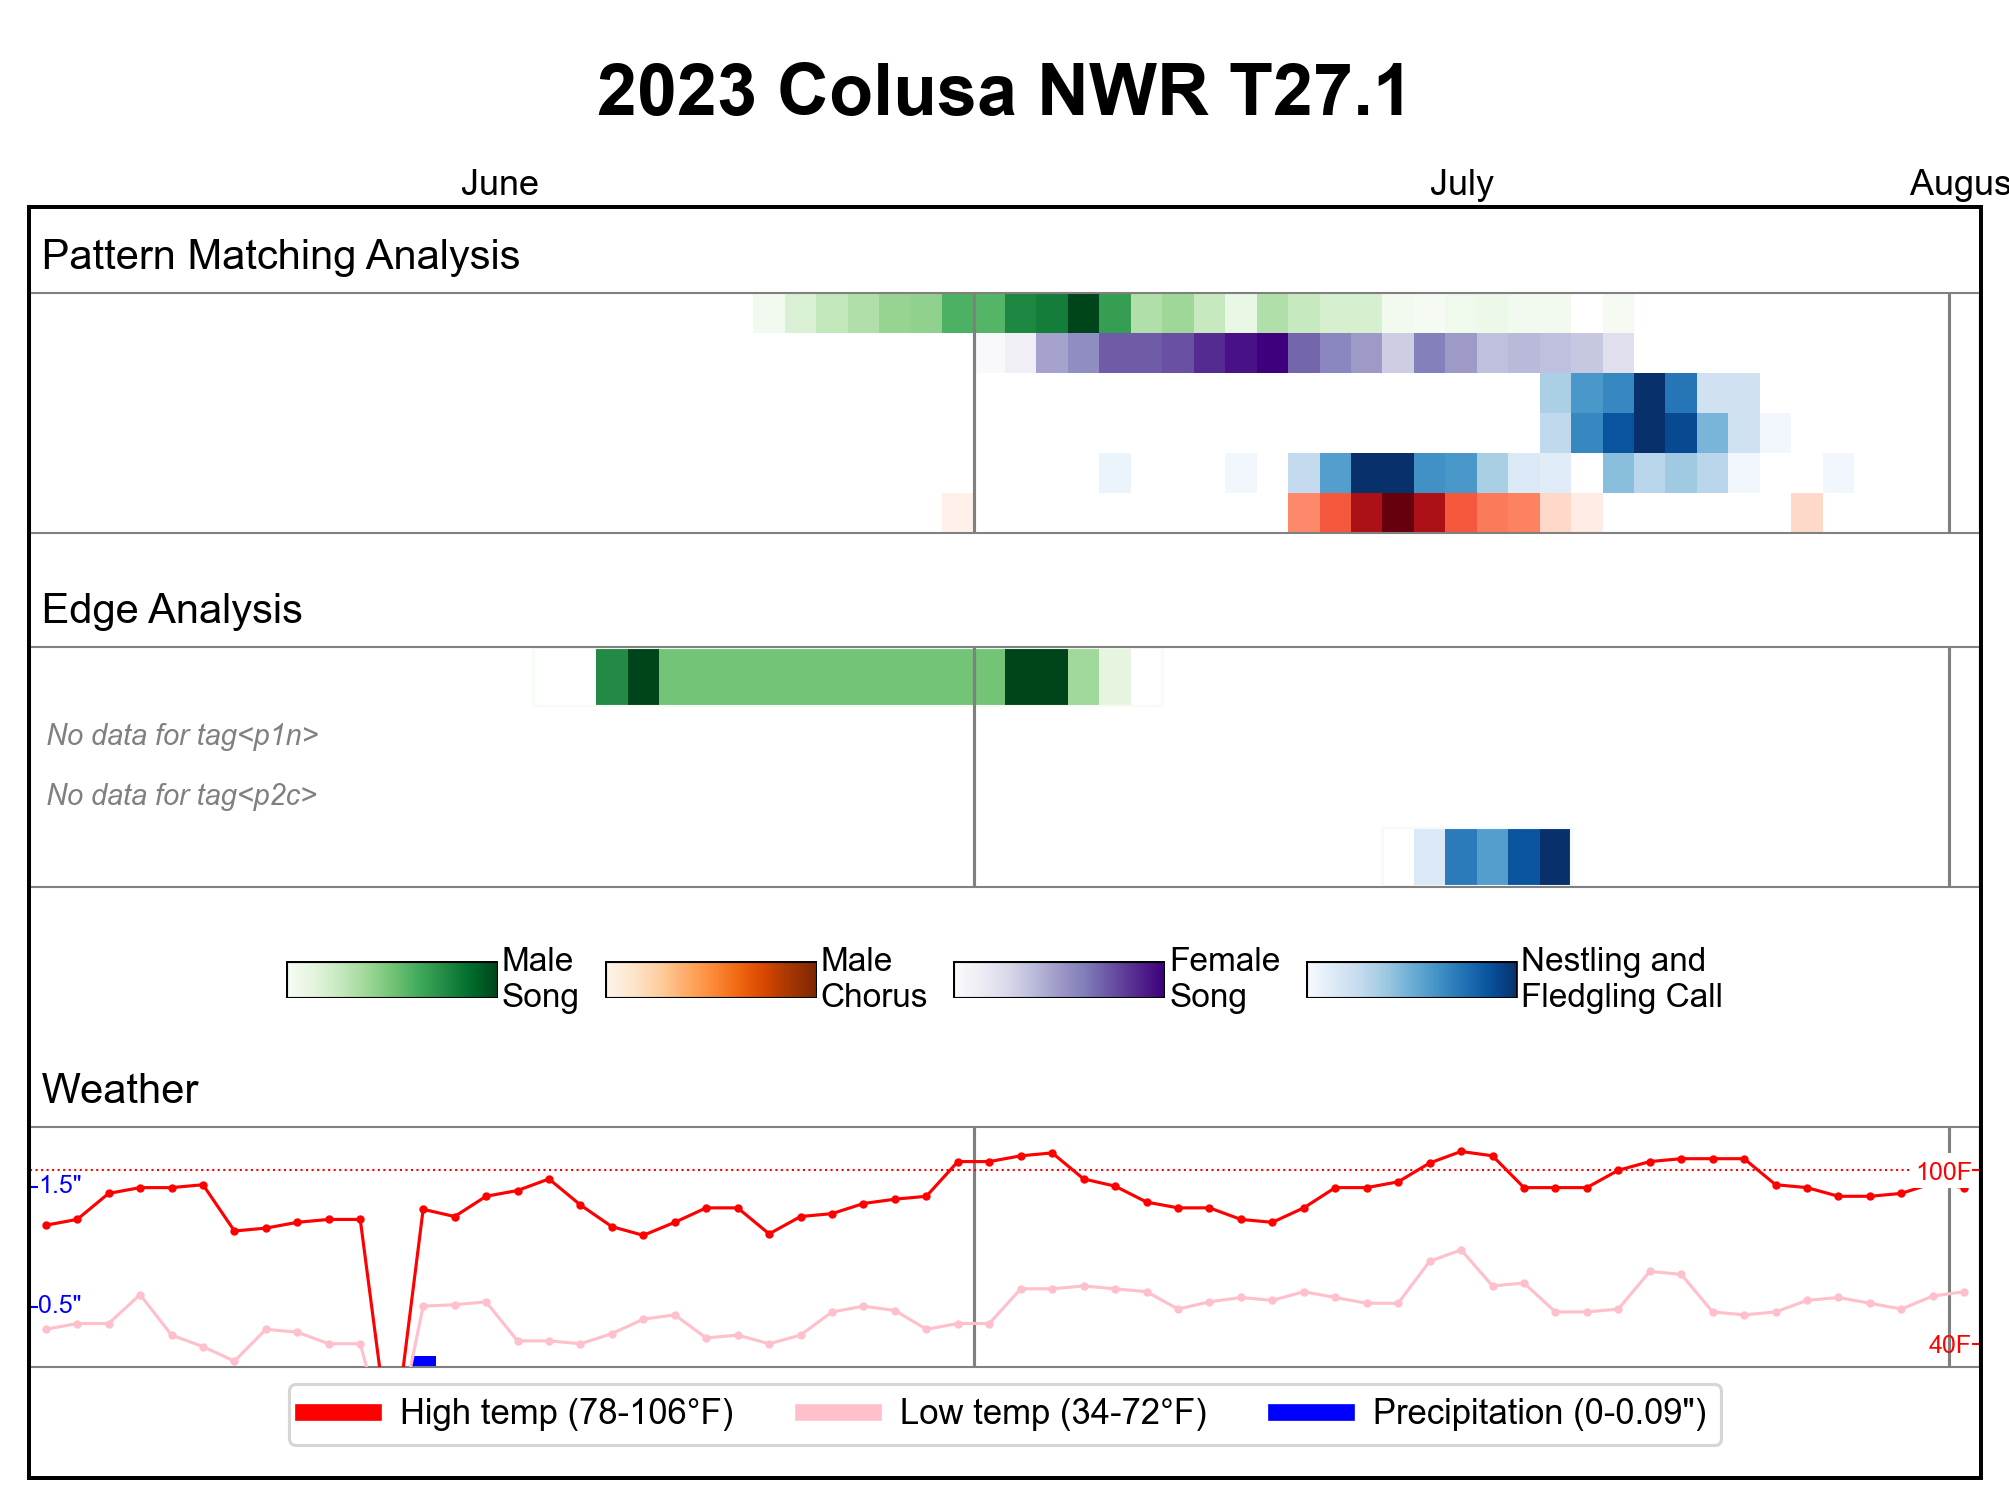 2023 Colusa NWR T27.1
June July Augus
Pattern Matching Analysis
Edge Analysis
No data for tag<p1n>
No data for tag<p2c>
Male
Song
Male
Chorus
Female
Song
Nestling and
Fledgling Call
Weather
1.5"
100F
0.5"
40F
High temp (78-106°F) Low temp (34-72°F) Precipitation (0-0.09")